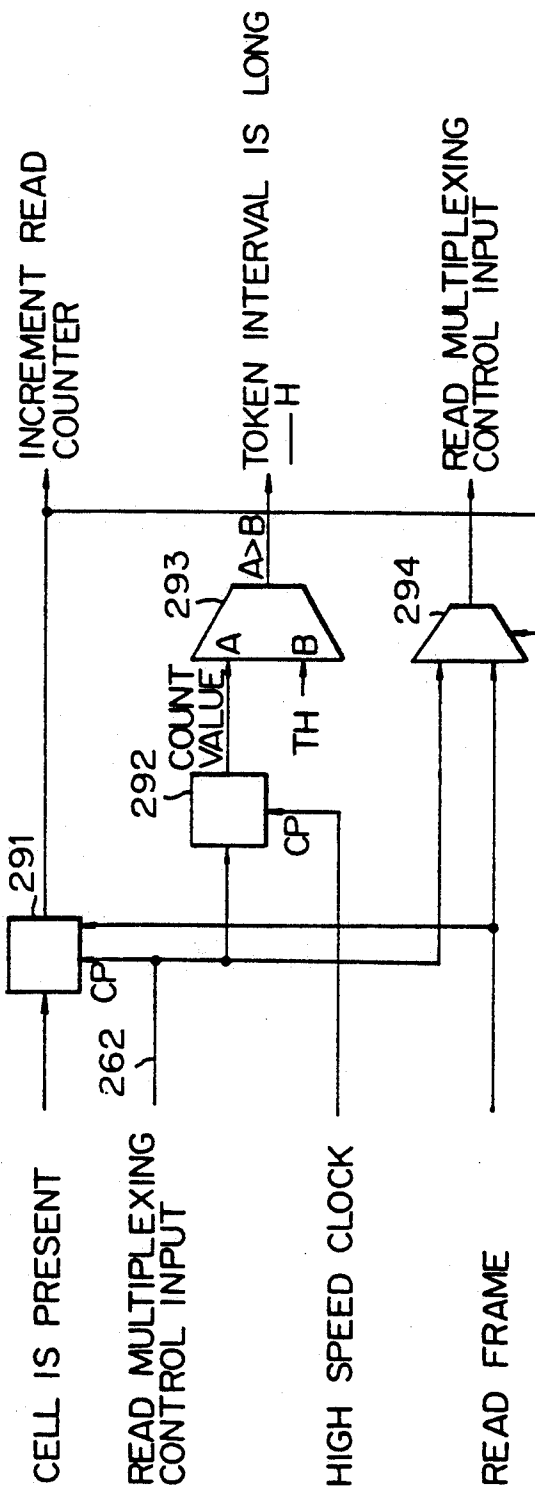 CELL IS PRESENT
READ MULTIPLEXING
CONTROL INPUT
HIGH SPEED CLOCK
READ FRAME
262
291
CP
292
CP
COUNT
VALUE
TH
293
A
B
A>B
294
INCREMENT READ
COUNTER
TOKEN INTERVAL IS LONG
— H
READ MULTIPLEXING
CONTROL INPUT